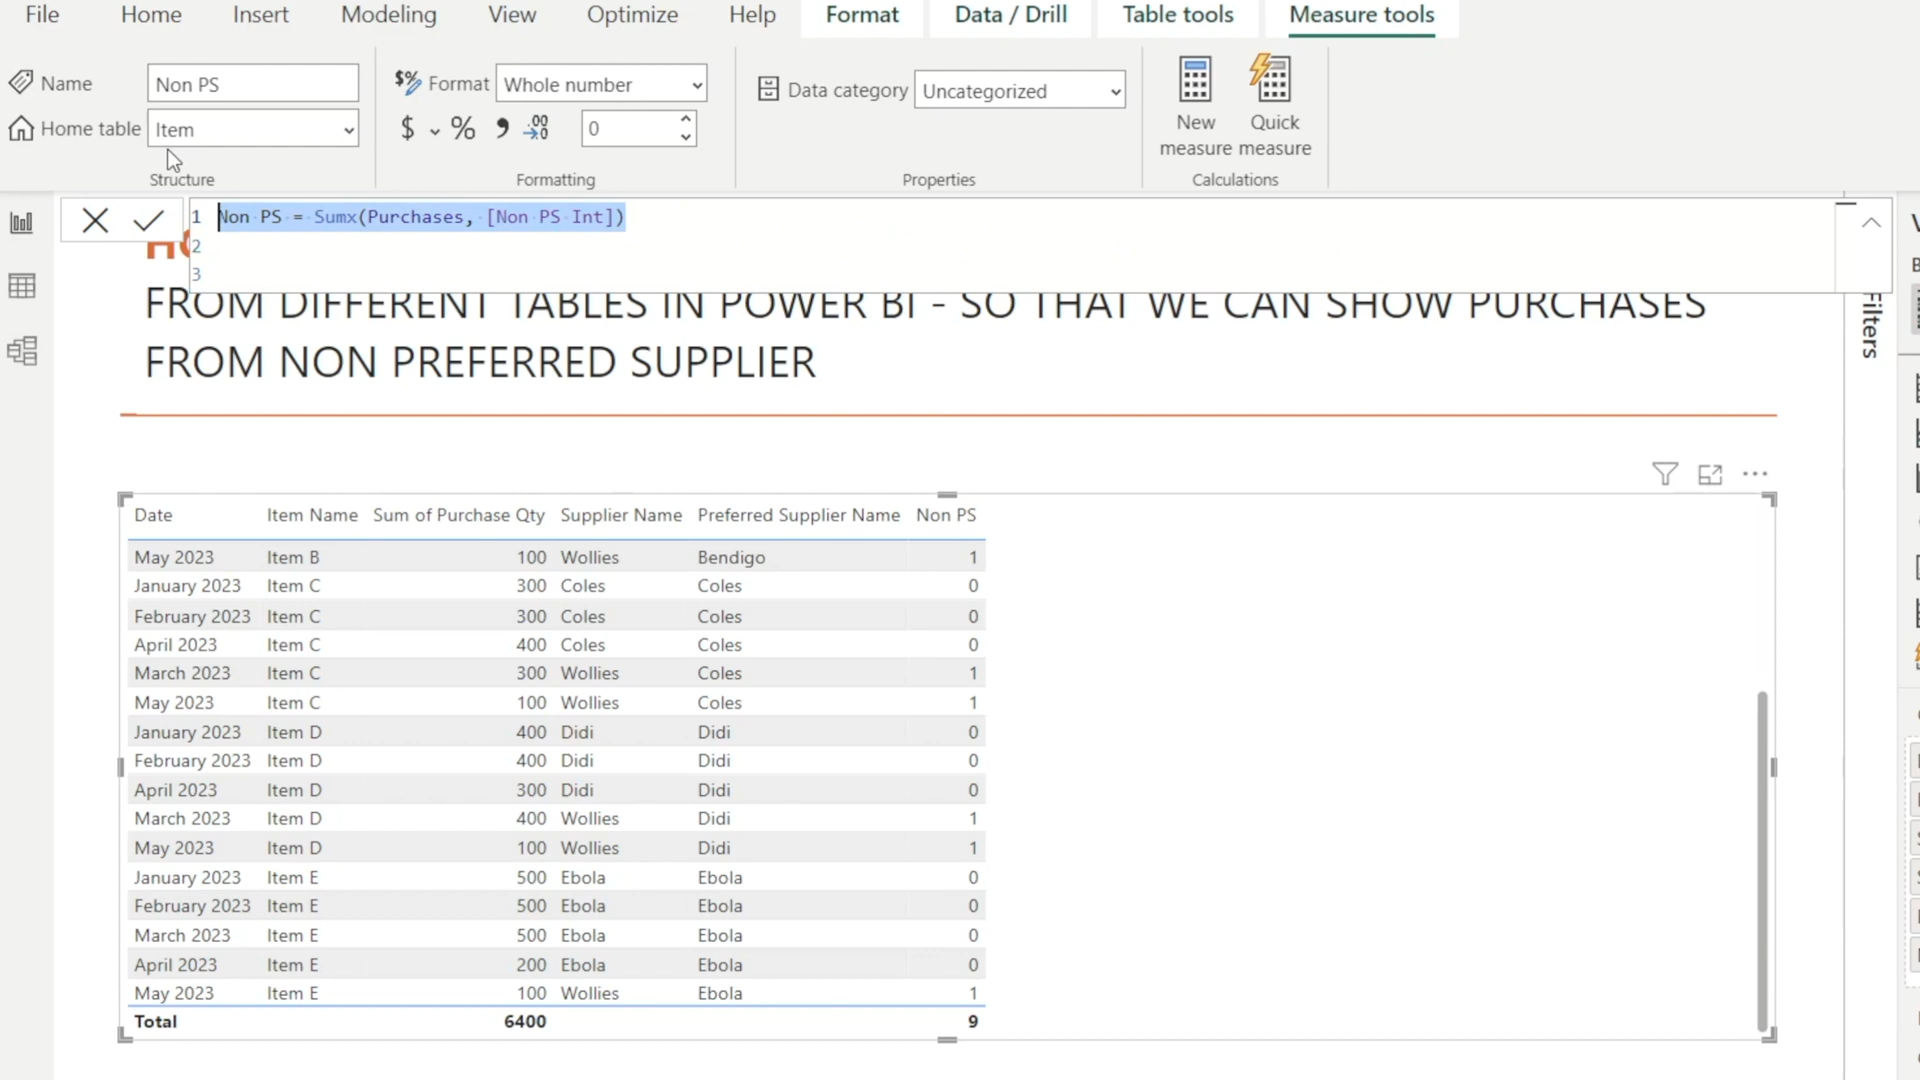 File Home Insert Modeling View Optimize Help Format Data / Drill Table tools Measure tools
Name Non PS
Home table Item
Structure
$% Format Whole number
$ % 0
Formatting
Data category Uncategorized
Properties
New measure
Quick measure
Calculations
1 Non PS = Sumx(Purchases, [Non PS Int])
2
3
FROM DIFFERENT TABLES IN POWER BI - SO THAT WE CAN SHOW PURCHASES
FROM NON PREFERRED SUPPLIER
Filters
Date Item Name Sum of Purchase Qty Supplier Name Preferred Supplier Name Non PS
May 2023 Item B 100 Wollies Bendigo 1
January 2023 Item C 300 Coles Coles 0
February 2023 Item C 300 Coles Coles 0
April 2023 Item C 400 Coles Coles 0
March 2023 Item C 300 Wollies Coles 1
May 2023 Item C 100 Wollies Coles 1
January 2023 Item D 400 Didi Didi 0
February 2023 Item D 400 Didi Didi 0
April 2023 Item D 300 Didi Didi 0
March 2023 Item D 400 Wollies Didi 1
May 2023 Item D 100 Wollies Didi 1
January 2023 Item E 500 Ebola Ebola 0
February 2023 Item E 500 Ebola Ebola 0
March 2023 Item E 500 Ebola Ebola 0
April 2023 Item E 200 Ebola Ebola 0
May 2023 Item E 100 Wollies Ebola 1
Total 6400 9